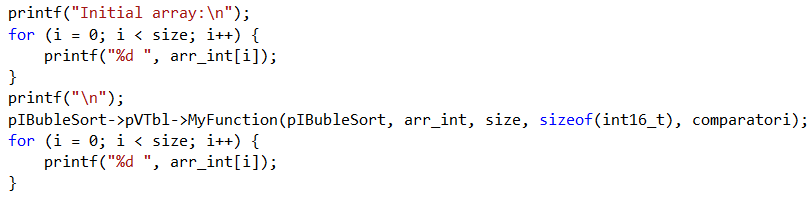 printf("Initial array:\n");
for (i = 0; i < size; i++) {
    printf("%d ", arr_int[i]);
}
printf("\n");
pIBubleSort->pVTbl->MyFunction(pIBubleSort, arr_int, size, sizeof(int16_t), comparatori);
for (i = 0; i < size; i++) {
    printf("%d ", arr_int[i]);
}